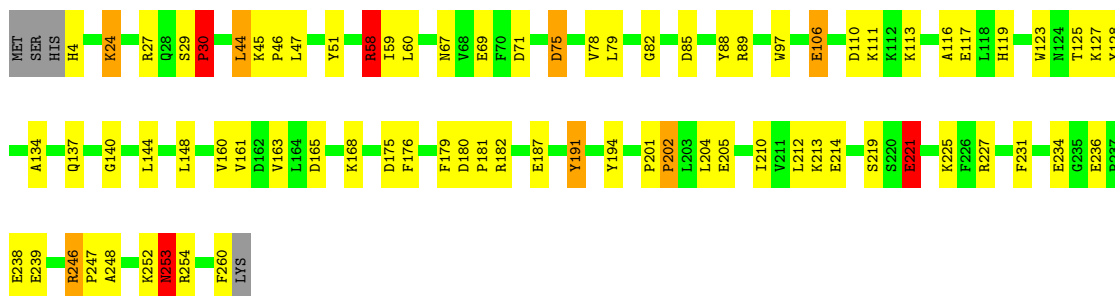 MET SER HIS H4 K24 R27 Q28 S29 P30 L44 K45 P46 L47 Y51 R58 I59 L60 N67 V68 E69 F70 D71 D75 V78 L79 G82 D85 Y88 R89 W97 E106 D110 K111 K112 K113 A116 E117 L118 H119 W123 N124 T125 K127 Y128
A134 Q137 G140 L144 L148 V160 V161 D162 V163 L164 D165 K168 D175 F176 F179 D180 P181 R182 E187 Y191 Y194 P201 P202 L203 L204 E205 I210 V211 L212 K213 E214 S219 S220 E221 K225 F226 R227 F231 E234 G235 E236 P237
E238 E239 R246 P247 A248 K252 N253 R254 F260 LYS